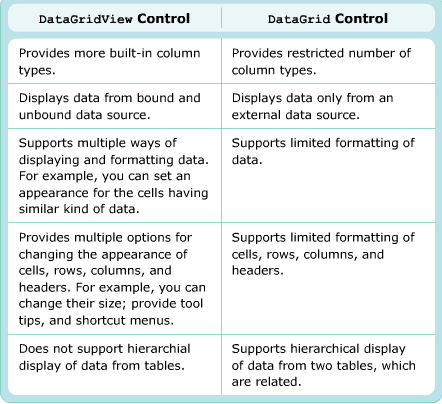 DataGridView Control
DataGrid Control
Provides more built-in column
types.
Provides restricted number of
column types.
Displays data from bound and
unbound data source.
Displays data only from an
external data source.
Supports multiple ways of
displaying and formatting data.
For example, you can set an
appearance for the cells having
similar kind of data.
Supports limited formatting of
data.
Provides multiple options for
changing the appearance of
cells, rows, columns, and
headers. For example, you can
change their size; provide tool
tips, and shortcut menus.
Supports limited formatting of
cells, rows, columns, and
headers.
Does not support hierarchial
display of data from tables.
Supports hierarchical display
of data from two tables, which
are related.